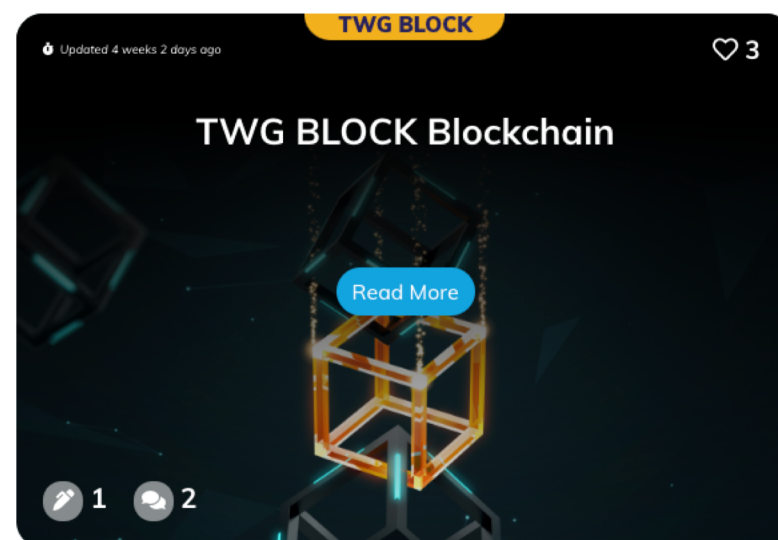 TWG BLOCK
Updated 4 weeks 2 days ago
3
TWG BLOCK Blockchain
Read More
1
2